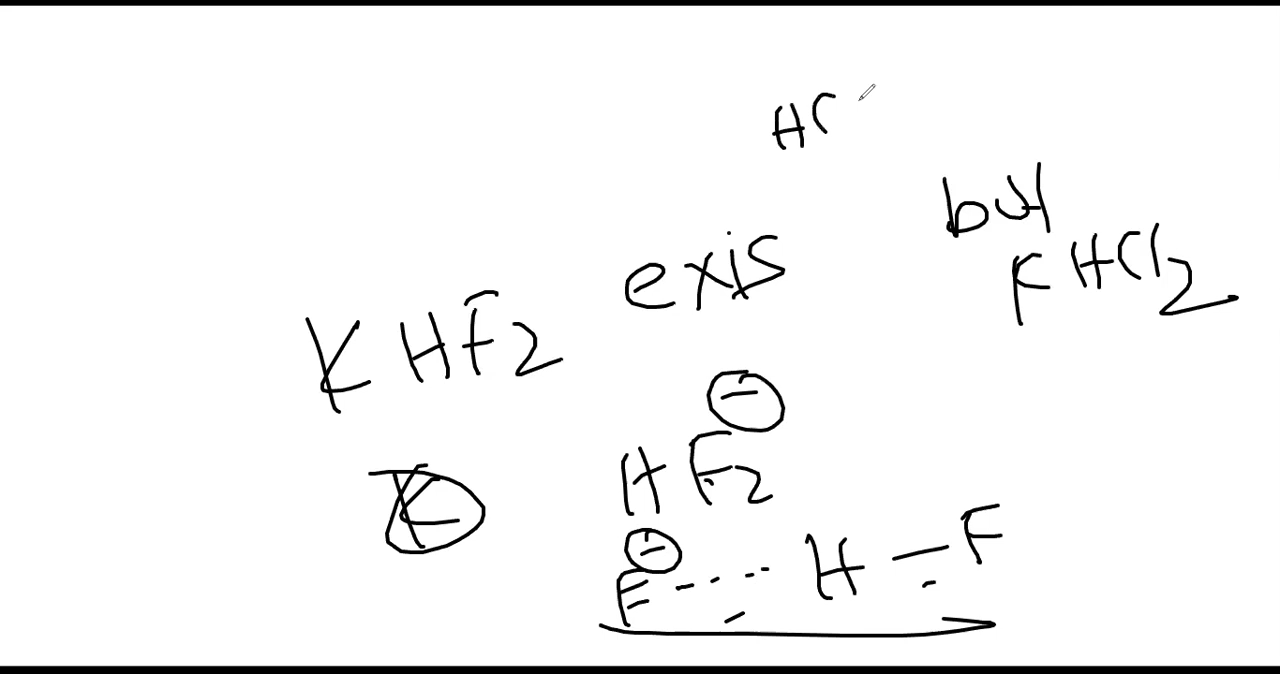 HC
but
exis
KHCl2
KHF2
HF2 ⊖
K
F⊖ ---- H — F